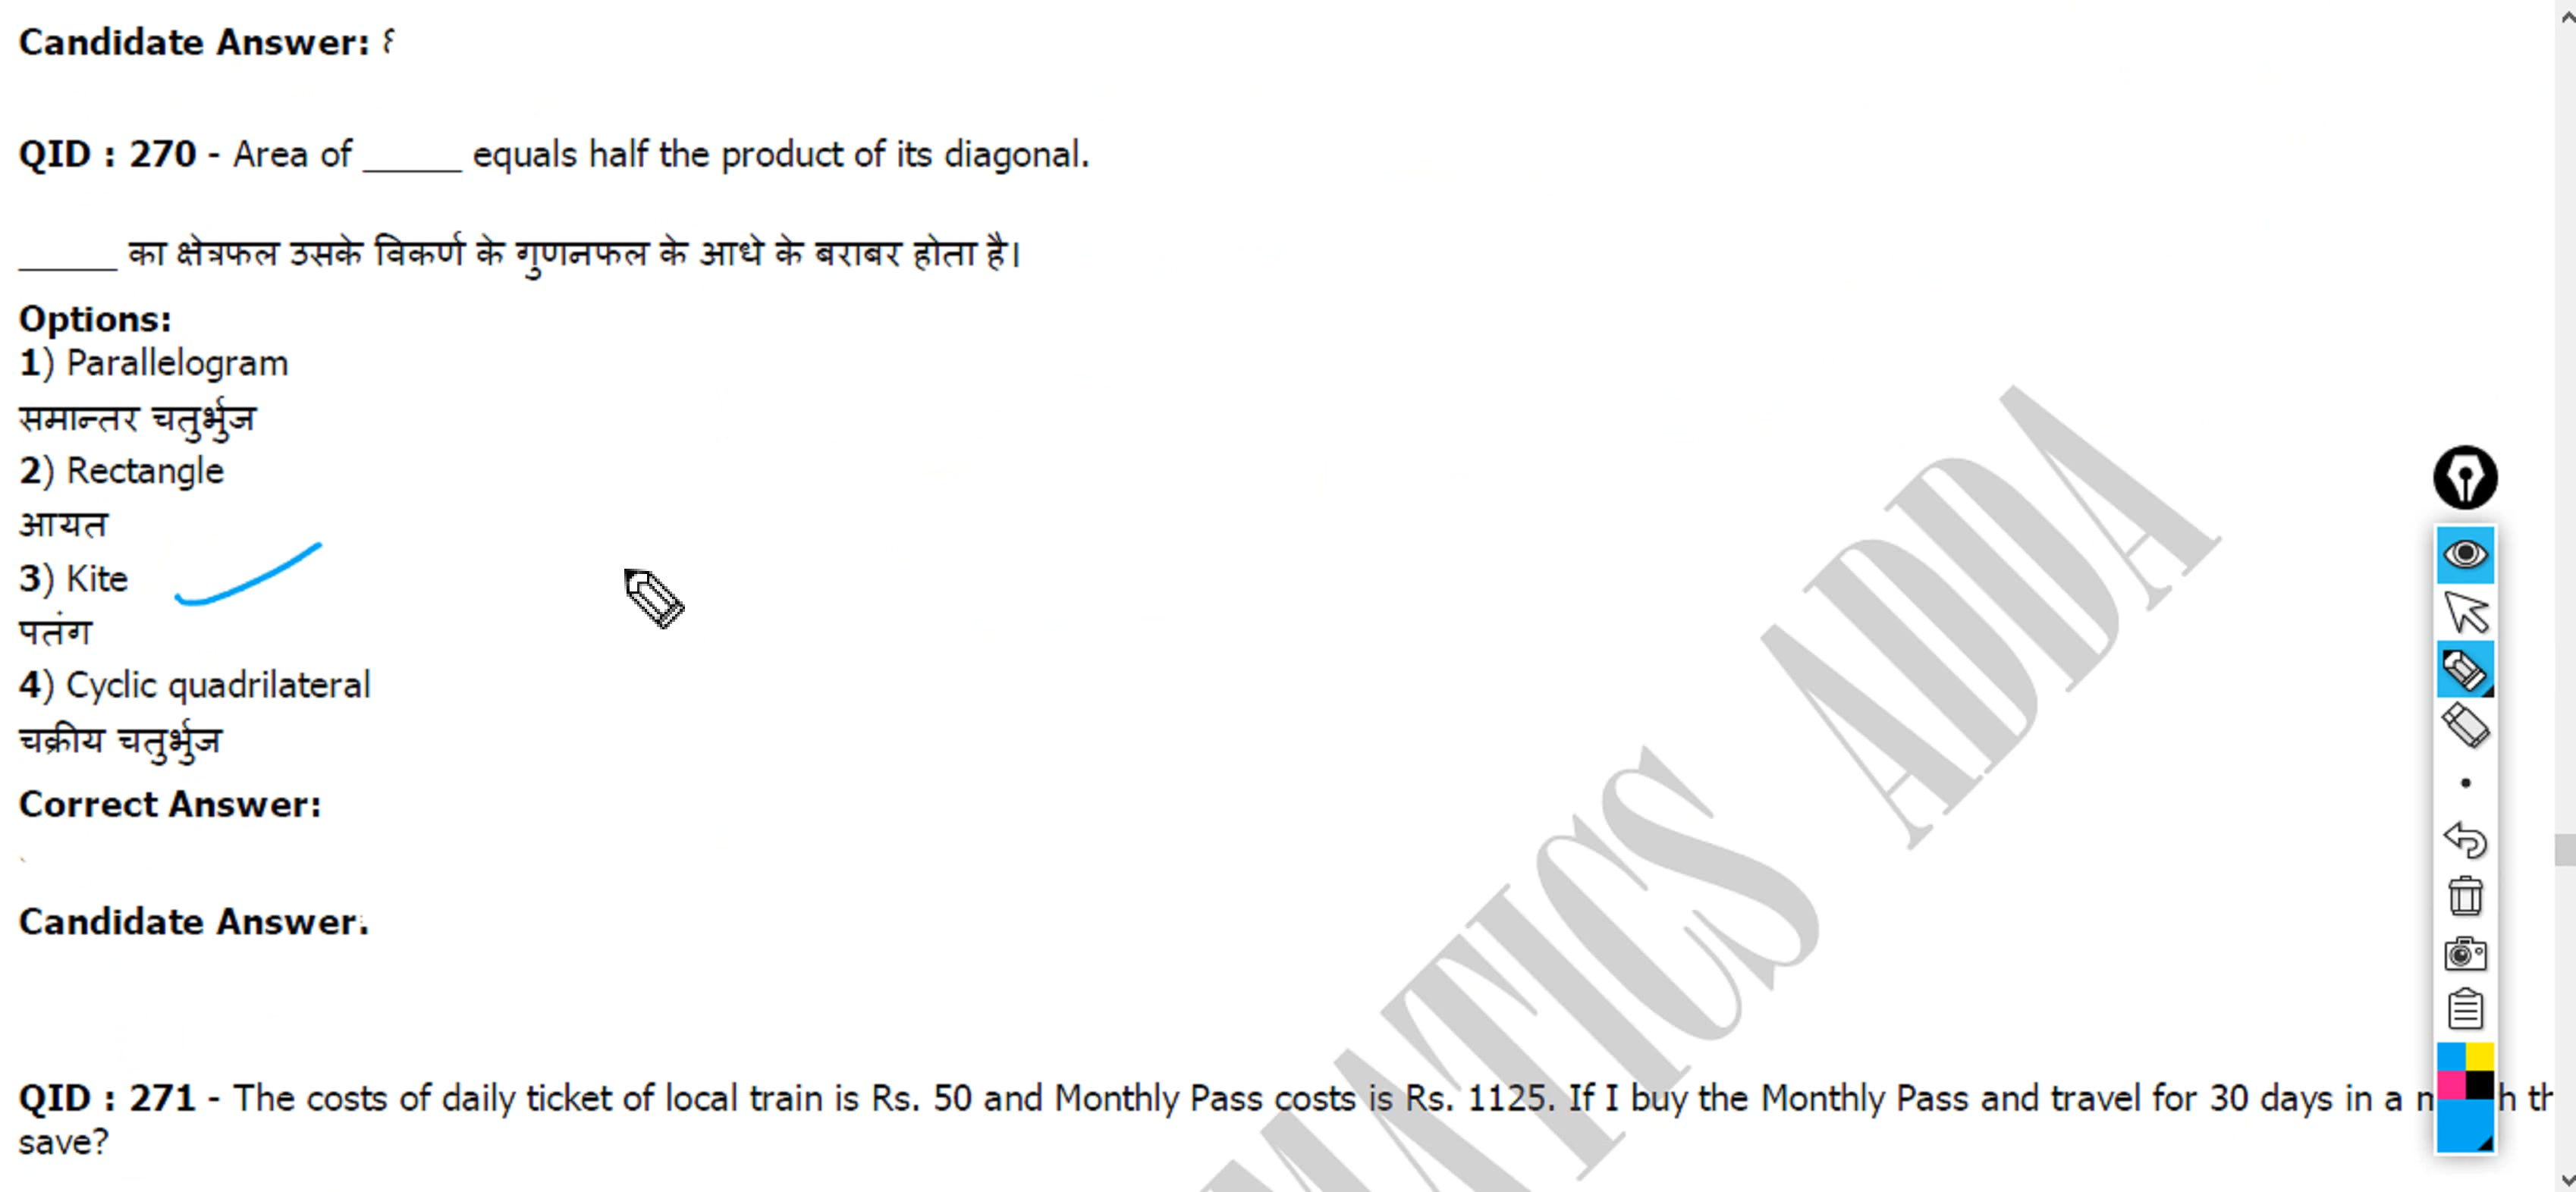 Candidate Answer:
QID : 270 - Area of _____ equals half the product of its diagonal.
_____ का क्षेत्रफल उसके विकर्ण के गुणनफल के आधे के बराबर होता है।
Options:
1) Parallelogram
समान्तर चतुर्भुज
2) Rectangle
आयत
3) Kite
पतंग
4) Cyclic quadrilateral
चक्रीय चतुर्भुज
Correct Answer:
Candidate Answer:
QID : 271 - The costs of daily ticket of local train is Rs. 50 and Monthly Pass costs is Rs. 1125. If I buy the Monthly Pass and travel for 30 days in a
save?
MATICS ADDA